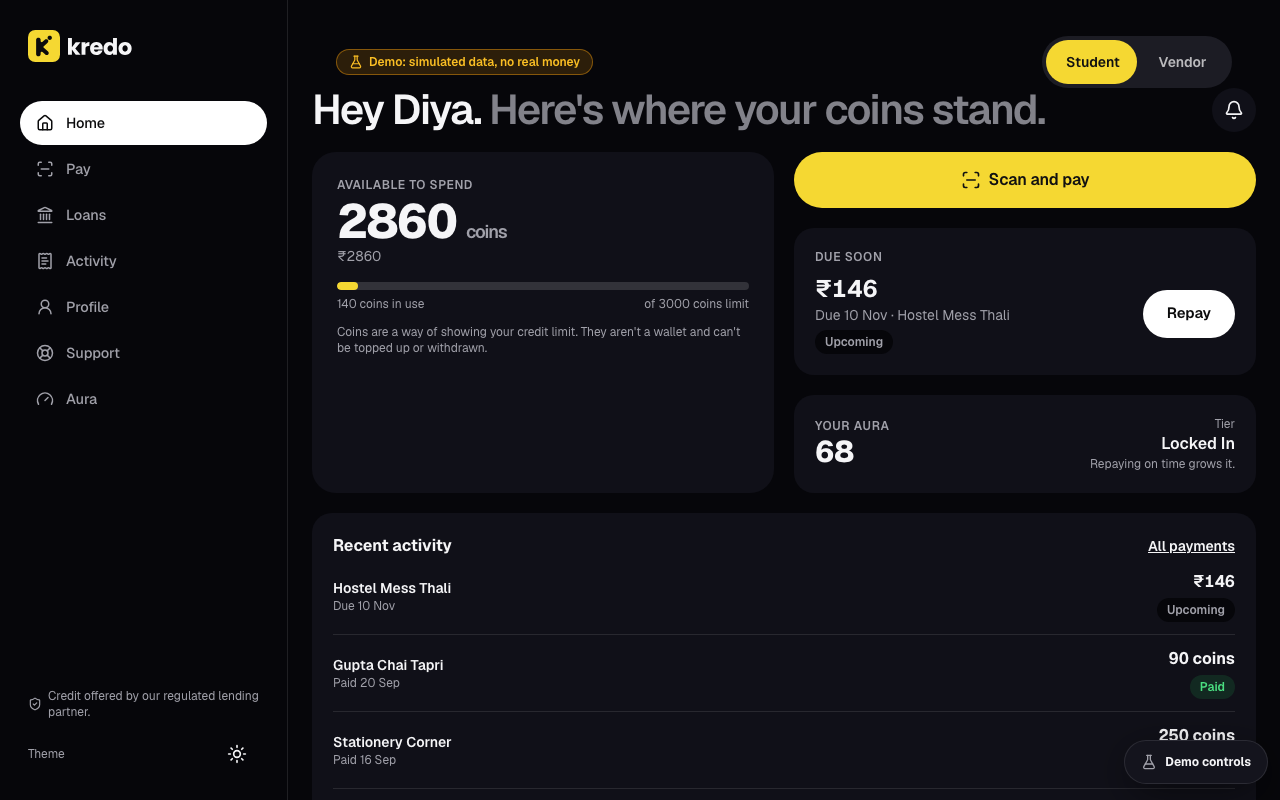 kredo
Home
Pay
Loans
Activity
Profile
Support
Aura
Credit offered by our regulated lending
partner.
Theme
Demo: simulated data, no real money
Student
Vendor
Hey Diya. Here's where your coins stand.
AVAILABLE TO SPEND
2860 coins
₹2860
140 coins in use
of 3000 coins limit
Coins are a way of showing your credit limit. They aren't a wallet and can't
be topped up or withdrawn.
Scan and pay
DUE SOON
₹146
Due 10 Nov · Hostel Mess Thali
Upcoming
Repay
YOUR AURA
68
Tier
Locked In
Repaying on time grows it.
Recent activity
All payments
Hostel Mess Thali
Due 10 Nov
₹146
Upcoming
Gupta Chai Tapri
Paid 20 Sep
90 coins
Paid
Stationery Corner
Paid 16 Sep
250 coins
Demo controls